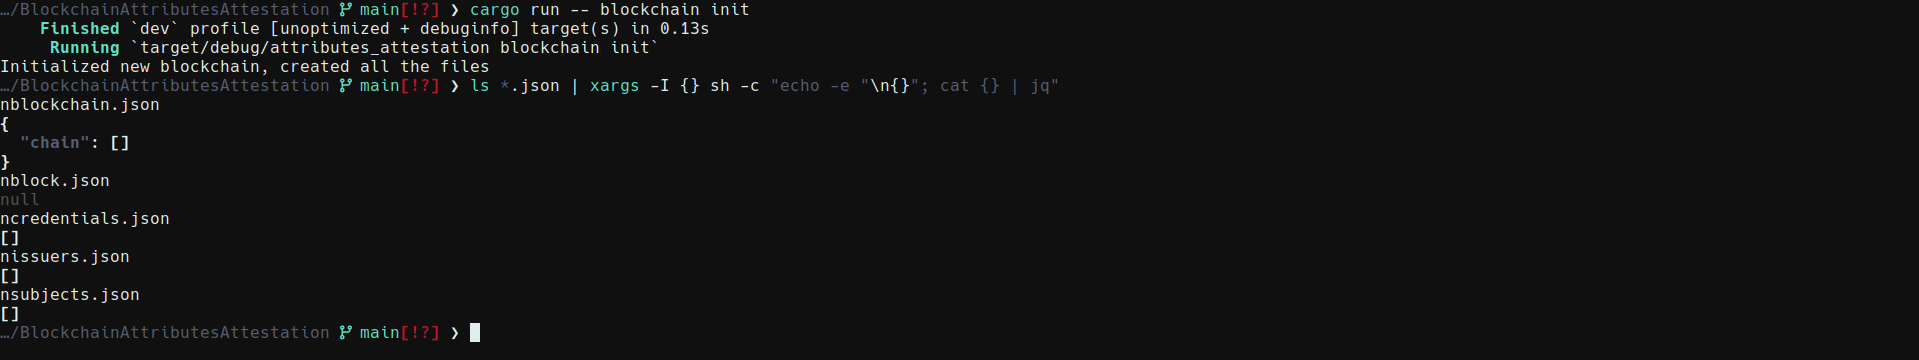 …/BlockchainAttributesAttestation main[!?] ❯ cargo run -- blockchain init
    Finished `dev` profile [unoptimized + debuginfo] target(s) in 0.13s
     Running `target/debug/attributes_attestation blockchain init`
Initialized new blockchain, created all the files
…/BlockchainAttributesAttestation main[!?] ❯ ls *.json | xargs -I {} sh -c "echo -e "\n{}"; cat {} | jq"
nblockchain.json
{
  "chain": []
}
nblock.json
null
ncredentials.json
[]
nissuers.json
[]
nsubjects.json
[]
…/BlockchainAttributesAttestation main[!?] ❯